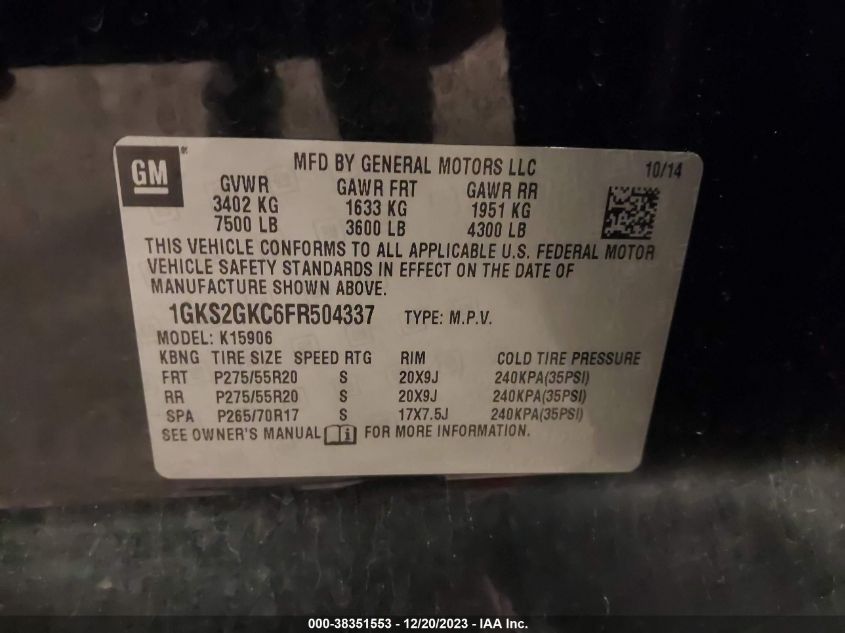 GM
MFD BY GENERAL MOTORS LLC 10/14
GVWR GAWR FRT GAWR RR
3402 KG 1633 KG 1951 KG
7500 LB 3600 LB 4300 LB
THIS VEHICLE CONFORMS TO ALL APPLICABLE U.S. FEDERAL MOTOR
VEHICLE SAFETY STANDARDS IN EFFECT ON THE DATE OF
MANUFACTURE SHOWN ABOVE.
1GKS2GKC6FR504337 TYPE: M.P.V.
MODEL: K15906
KBNG TIRE SIZE SPEED RTG RIM COLD TIRE PRESSURE
FRT P275/55R20 S 20X9J 240KPA(35PSI)
RR P275/55R20 S 20X9J 240KPA(35PSI)
SPA P265/70R17 S 17X7.5J 240KPA(35PSI)
SEE OWNER'S MANUAL i FOR MORE INFORMATION.
000-38351553 - 12/20/2023 - IAA Inc.